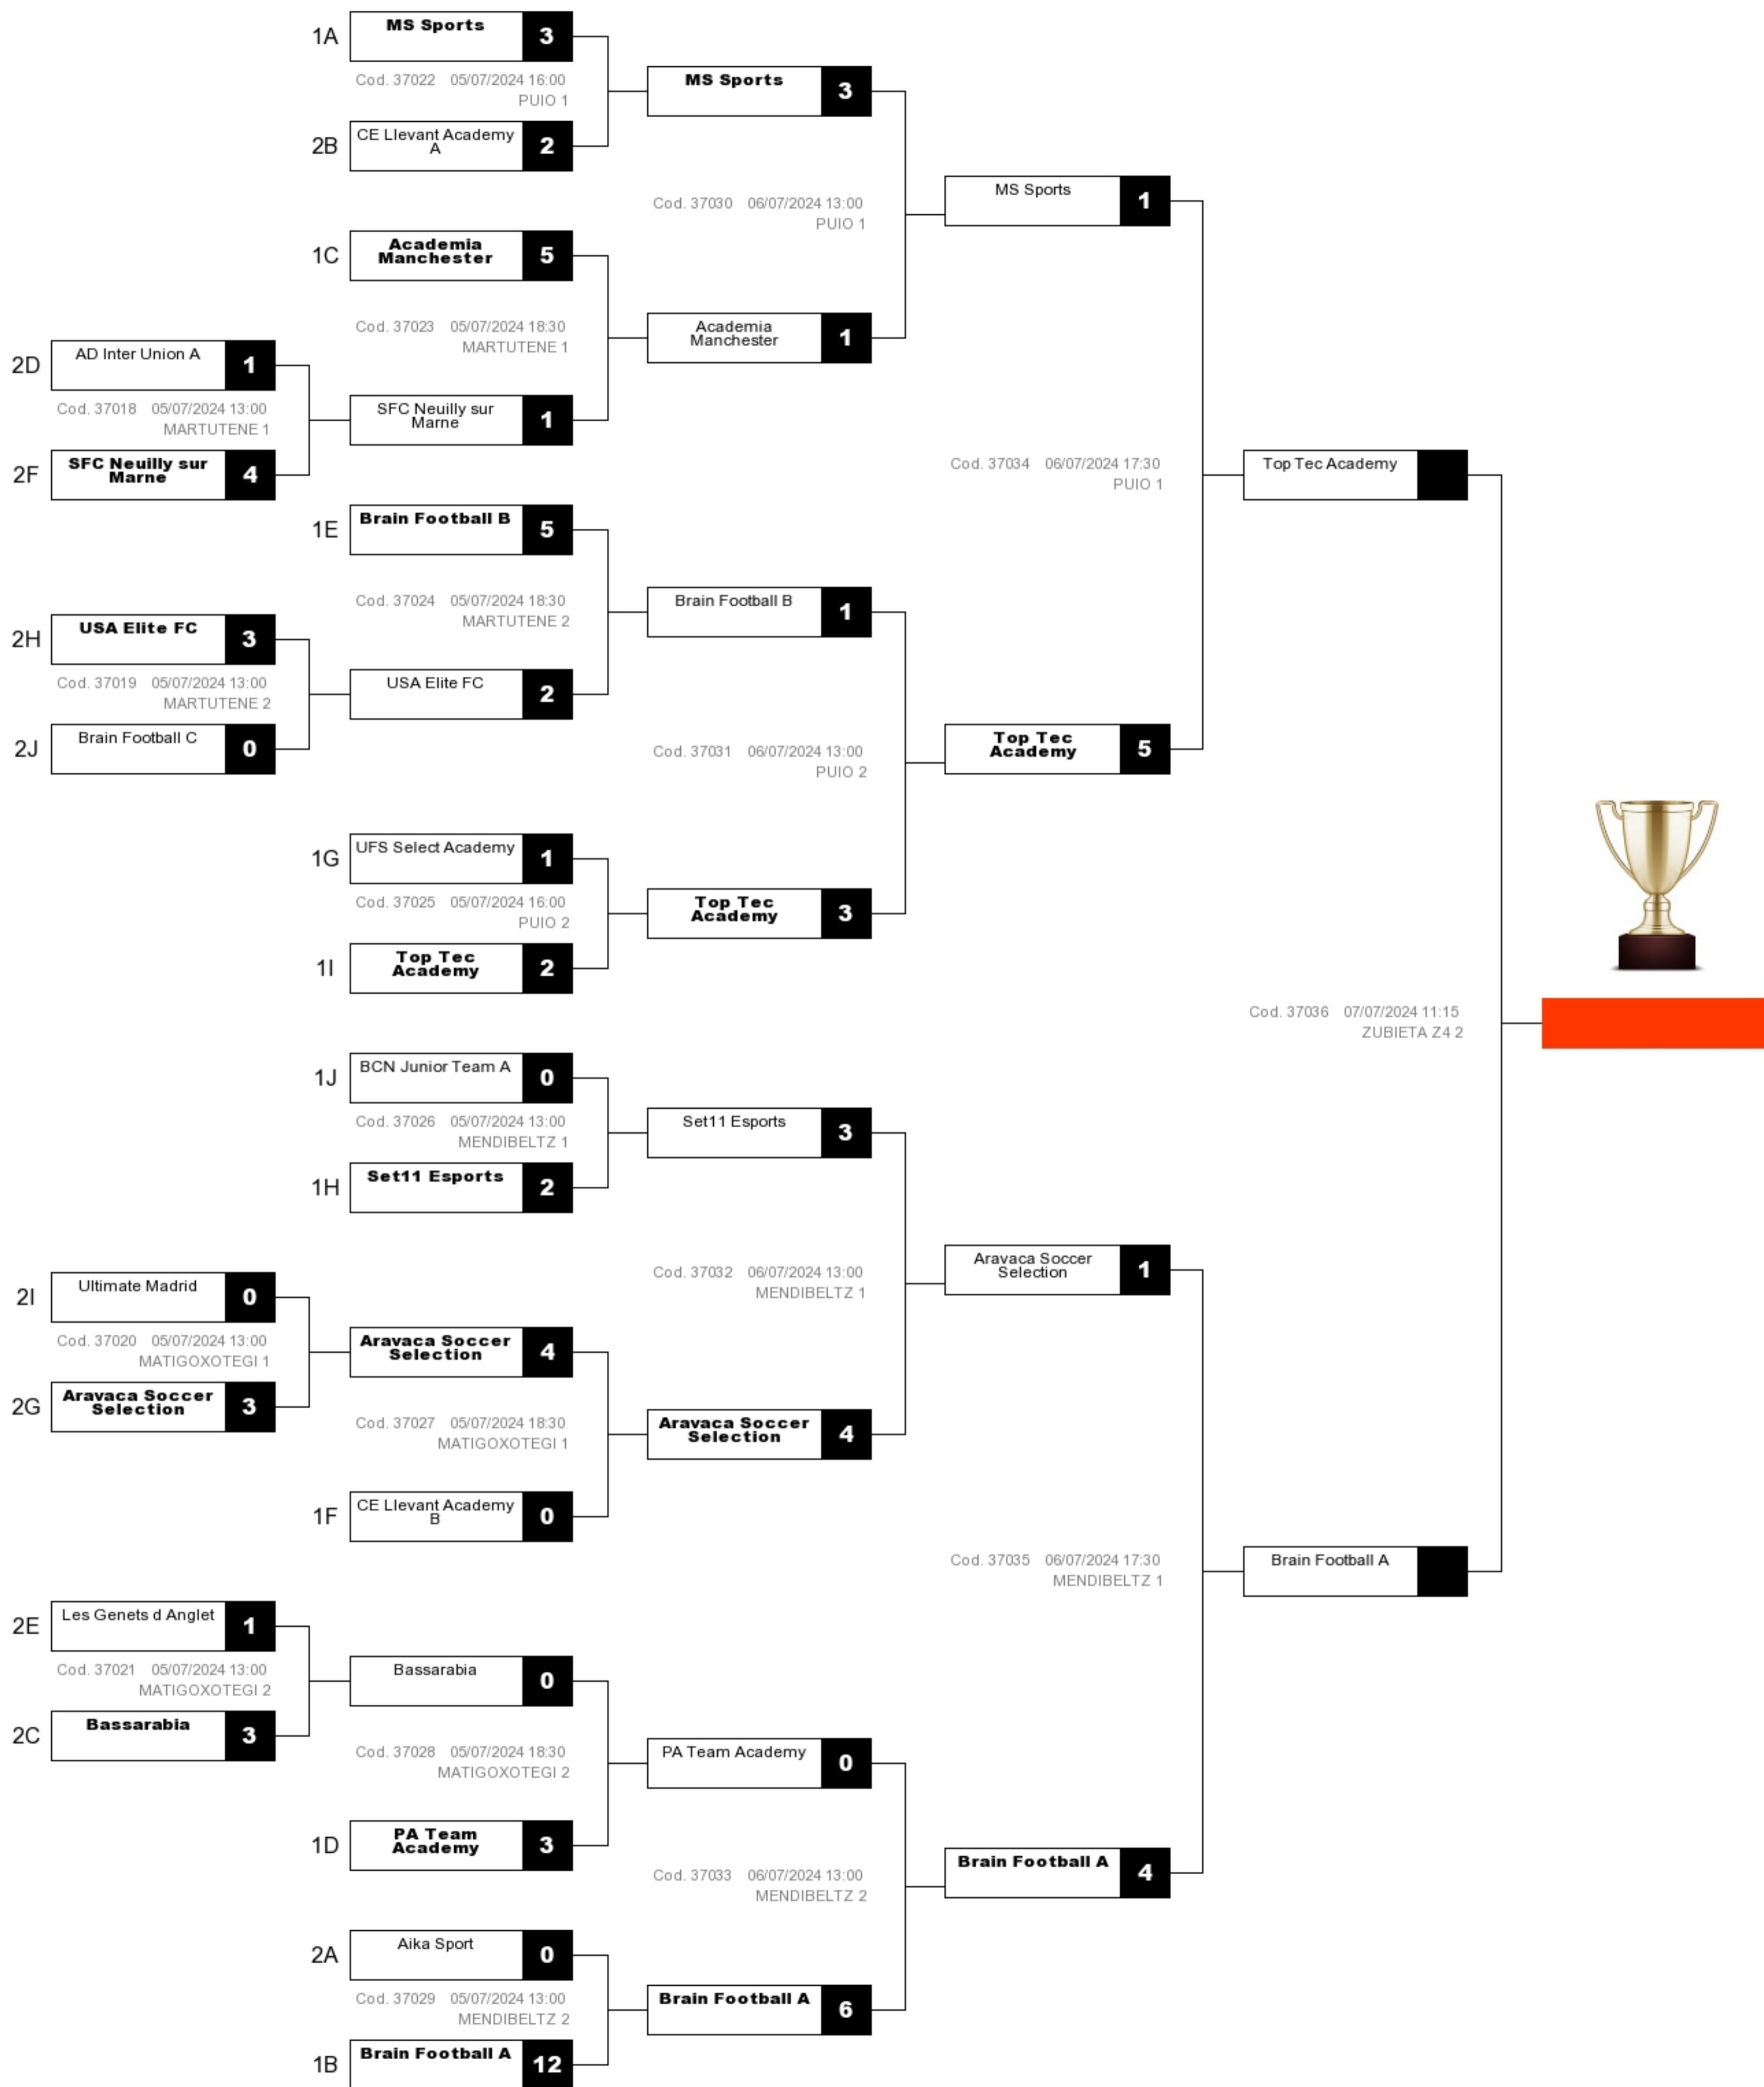 1A
MS Sports
3
Cod. 37022 05/07/2024 16:00
PUIO 1
2B
CE Llevant Academy
A
2
MS Sports
3
Cod. 37030 06/07/2024 13:00
PUIO 1
1C
Academia
Manchester
5
Cod. 37023 05/07/2024 18:30
MARTUTENE 1
Academia
Manchester
1
2D
AD Inter Union A
1
Cod. 37018 05/07/2024 13:00
MARTUTENE 1
2F
SFC Neuilly sur
Marne
4
SFC Neuilly sur
Marne
1
MS Sports
1
Cod. 37034 06/07/2024 17:30
PUIO 1
Top Tec Academy
1E
Brain Football B
5
Cod. 37024 05/07/2024 18:30
MARTUTENE 2
Brain Football B
1
2H
USA Elite FC
3
Cod. 37019 05/07/2024 13:00
MARTUTENE 2
2J
Brain Football C
0
USA Elite FC
2
Cod. 37031 06/07/2024 13:00
PUIO 2
Top Tec
Academy
5
1G
UFS Select Academy
1
Cod. 37025 05/07/2024 16:00
PUIO 2
1I
Top Tec
Academy
2
Top Tec
Academy
3
Cod. 37036 07/07/2024 11:15
ZUBIETA Z4 2
1J
BCN Junior Team A
0
Cod. 37026 05/07/2024 13:00
MENDIBELTZ 1
1H
Set11 Esports
2
Set11 Esports
3
Cod. 37032 06/07/2024 13:00
MENDIBELTZ 1
Aravaca Soccer
Selection
1
2I
Ultimate Madrid
0
Cod. 37020 05/07/2024 13:00
MATIGOXOTEGI 1
2G
Aravaca Soccer
Selection
3
Aravaca Soccer
Selection
4
Cod. 37027 05/07/2024 18:30
MATIGOXOTEGI 1
Aravaca Soccer
Selection
4
1F
CE Llevant Academy
B
0
Cod. 37035 06/07/2024 17:30
MENDIBELTZ 1
Brain Football A
2E
Les Genets d Anglet
1
Cod. 37021 05/07/2024 13:00
MATIGOXOTEGI 2
2C
Bassarabia
3
Bassarabia
0
Cod. 37028 05/07/2024 18:30
MATIGOXOTEGI 2
PA Team Academy
0
1D
PA Team
Academy
3
Cod. 37033 06/07/2024 13:00
MENDIBELTZ 2
Brain Football A
4
2A
Aika Sport
0
Cod. 37029 05/07/2024 13:00
MENDIBELTZ 2
Brain Football A
6
1B
Brain Football A
12